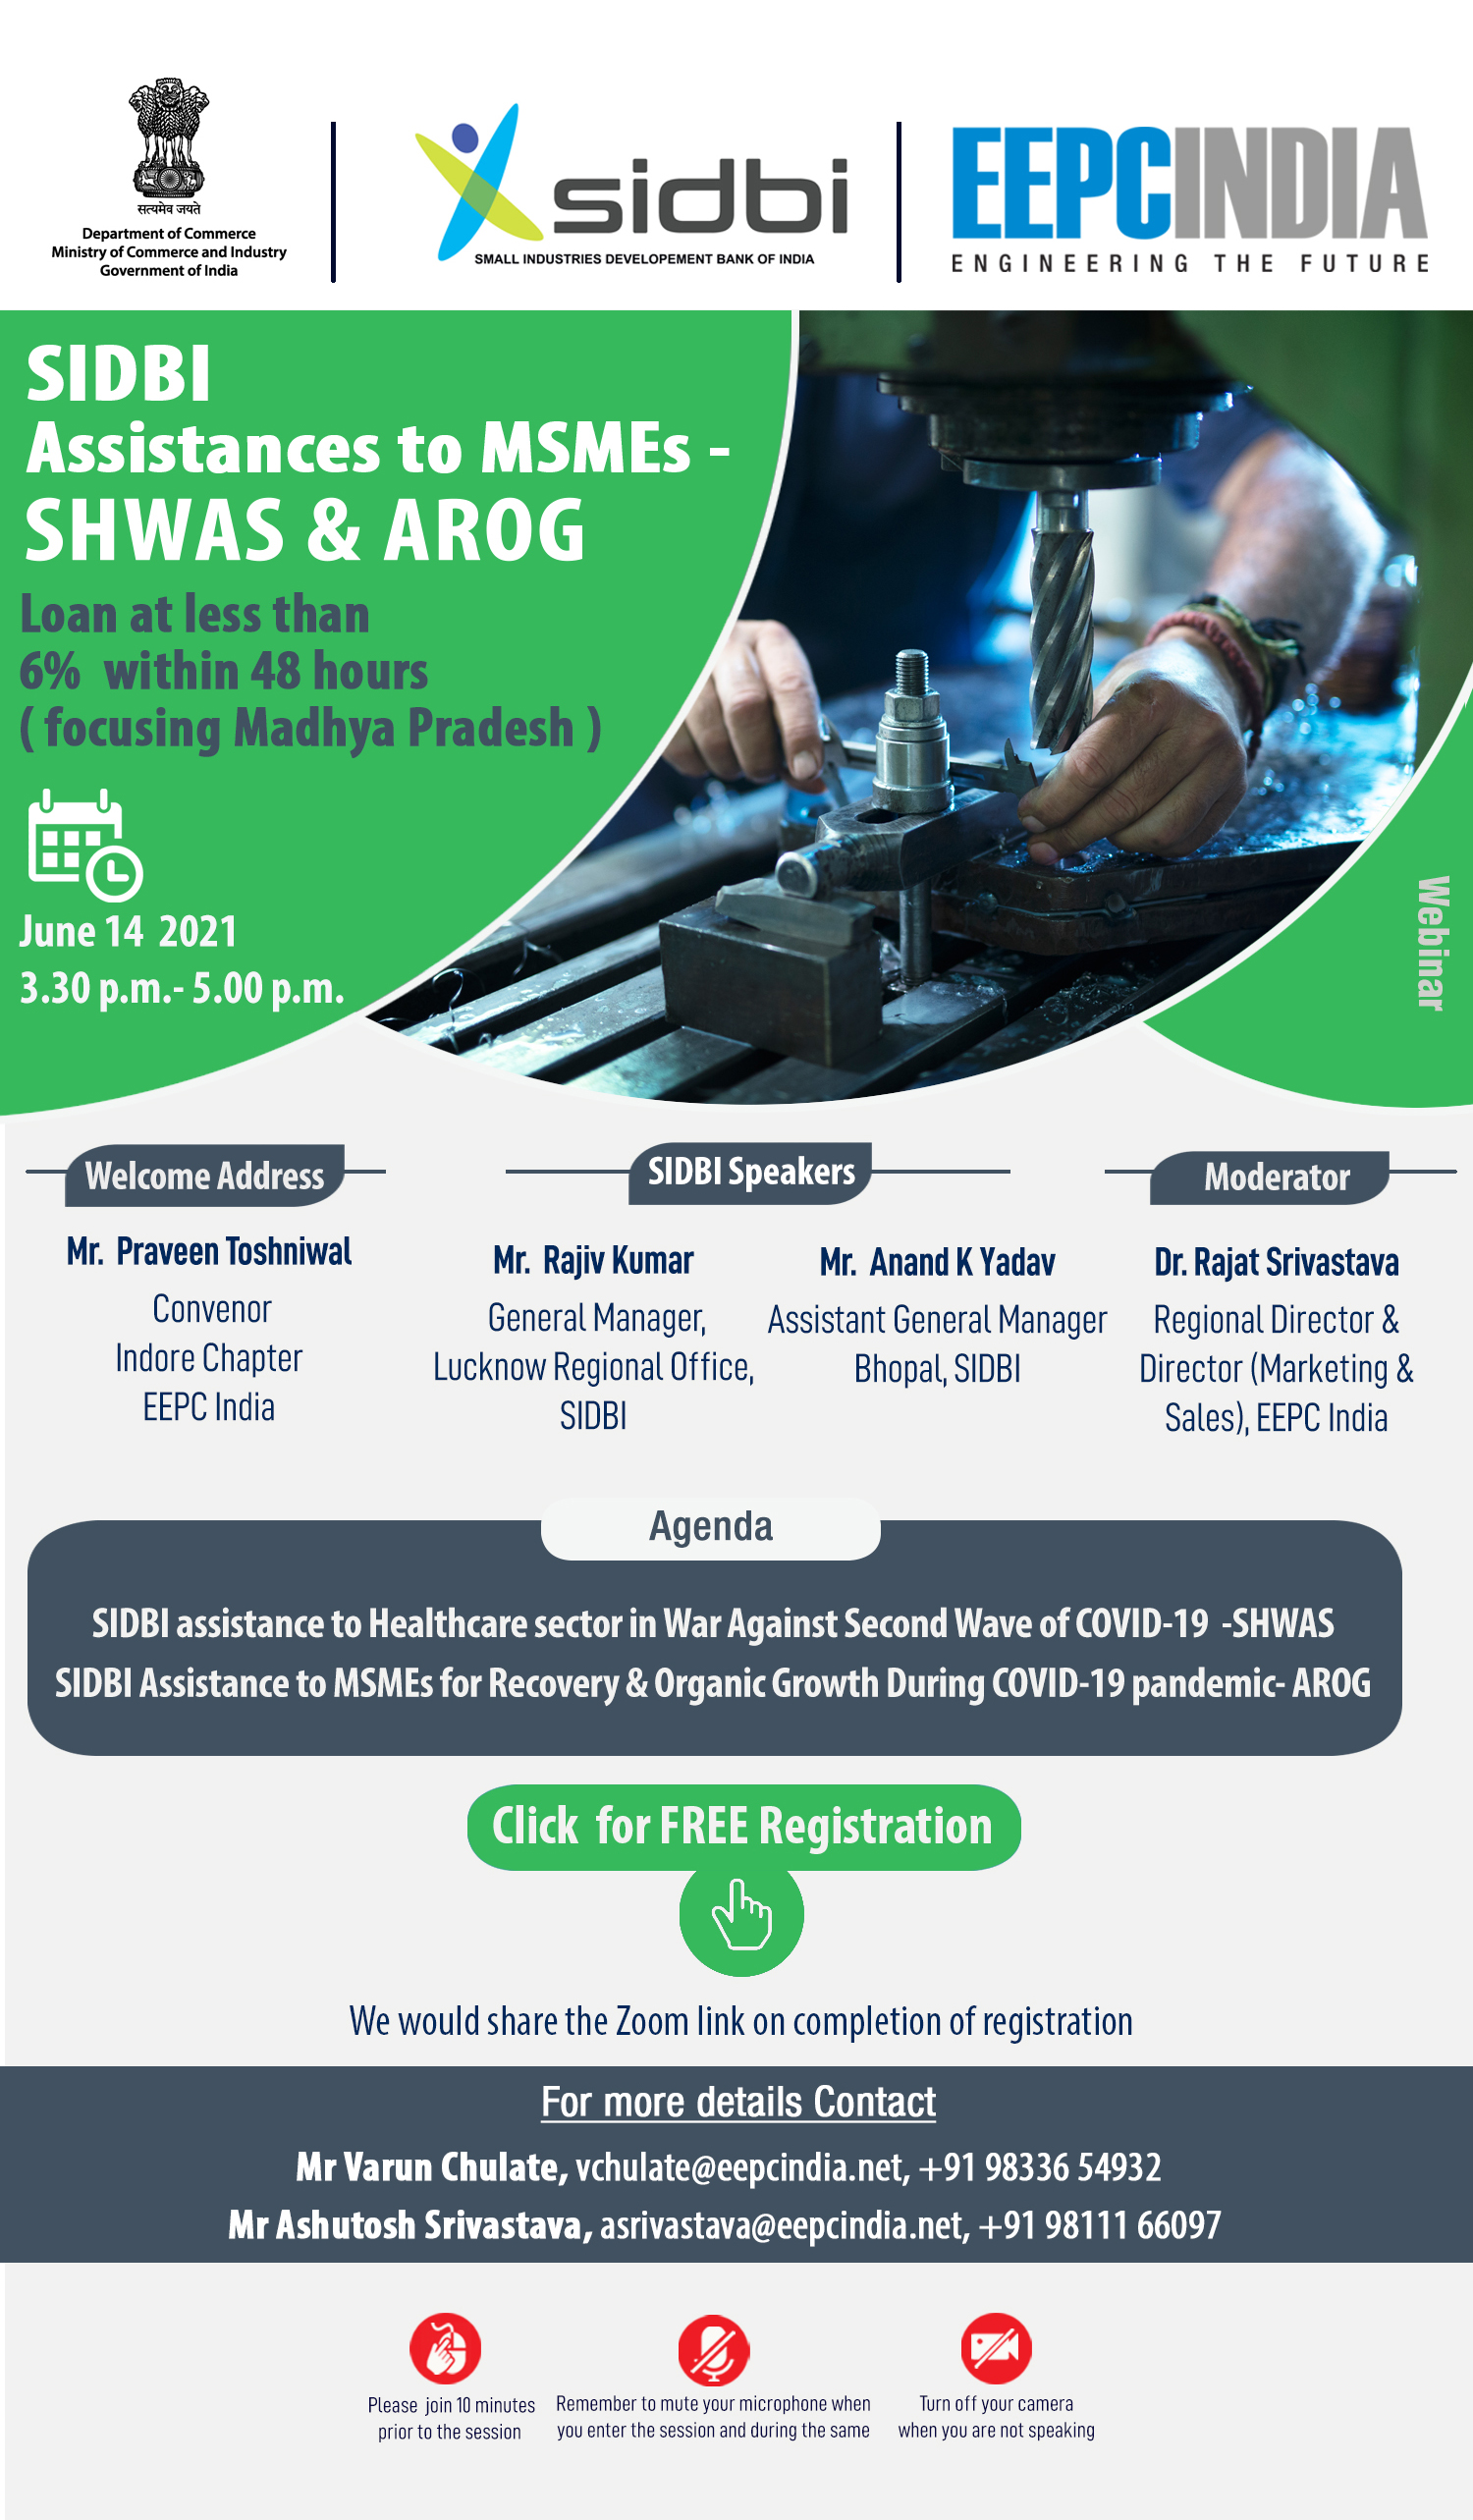 सत्यमेव जयते
Department of Commerce
Ministry of Commerce and Industry
Government of India
sidbi
SMALL INDUSTRIES DEVELOPEMENT BANK OF INDIA
EEPCINDIA
ENGINEERING THE FUTURE
SIDBI
Assistances to MSMEs -
SHWAS & AROG
Loan at less than
6% within 48 hours
( focusing Madhya Pradesh )
June 14 2021
3.30 p.m.- 5.00 p.m.
Webinar
Welcome Address
Mr. Praveen Toshniwal
Convenor
Indore Chapter
EEPC India
SIDBI Speakers
Mr. Rajiv Kumar
General Manager,
Lucknow Regional Office,
SIDBI
Mr. Anand K Yadav
Assistant General Manager
Bhopal, SIDBI
Moderator
Dr. Rajat Srivastava
Regional Director &
Director (Marketing &
Sales), EEPC India
Agenda
SIDBI assistance to Healthcare sector in War Against Second Wave of COVID-19 -SHWAS
SIDBI Assistance to MSMEs for Recovery & Organic Growth During COVID-19 pandemic- AROG
Click for FREE Registration
We would share the Zoom link on completion of registration
For more details Contact
Mr Varun Chulate, vchulate@eepcindia.net, +91 98336 54932
Mr Ashutosh Srivastava, asrivastava@eepcindia.net, +91 98111 66097
Please join 10 minutes
prior to the session
Remember to mute your microphone when
you enter the session and during the same
Turn off your camera
when you are not speaking